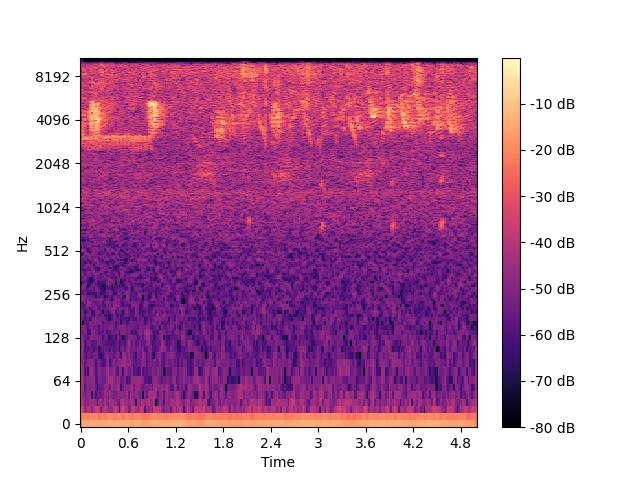 8192
4096
2048
1024
512
256
128
64
0
Hz
0 0.6 1.2 1.8 2.4 3 3.6 4.2 4.8
Time
-10 dB
-20 dB
-30 dB
-40 dB
-50 dB
-60 dB
-70 dB
-80 dB